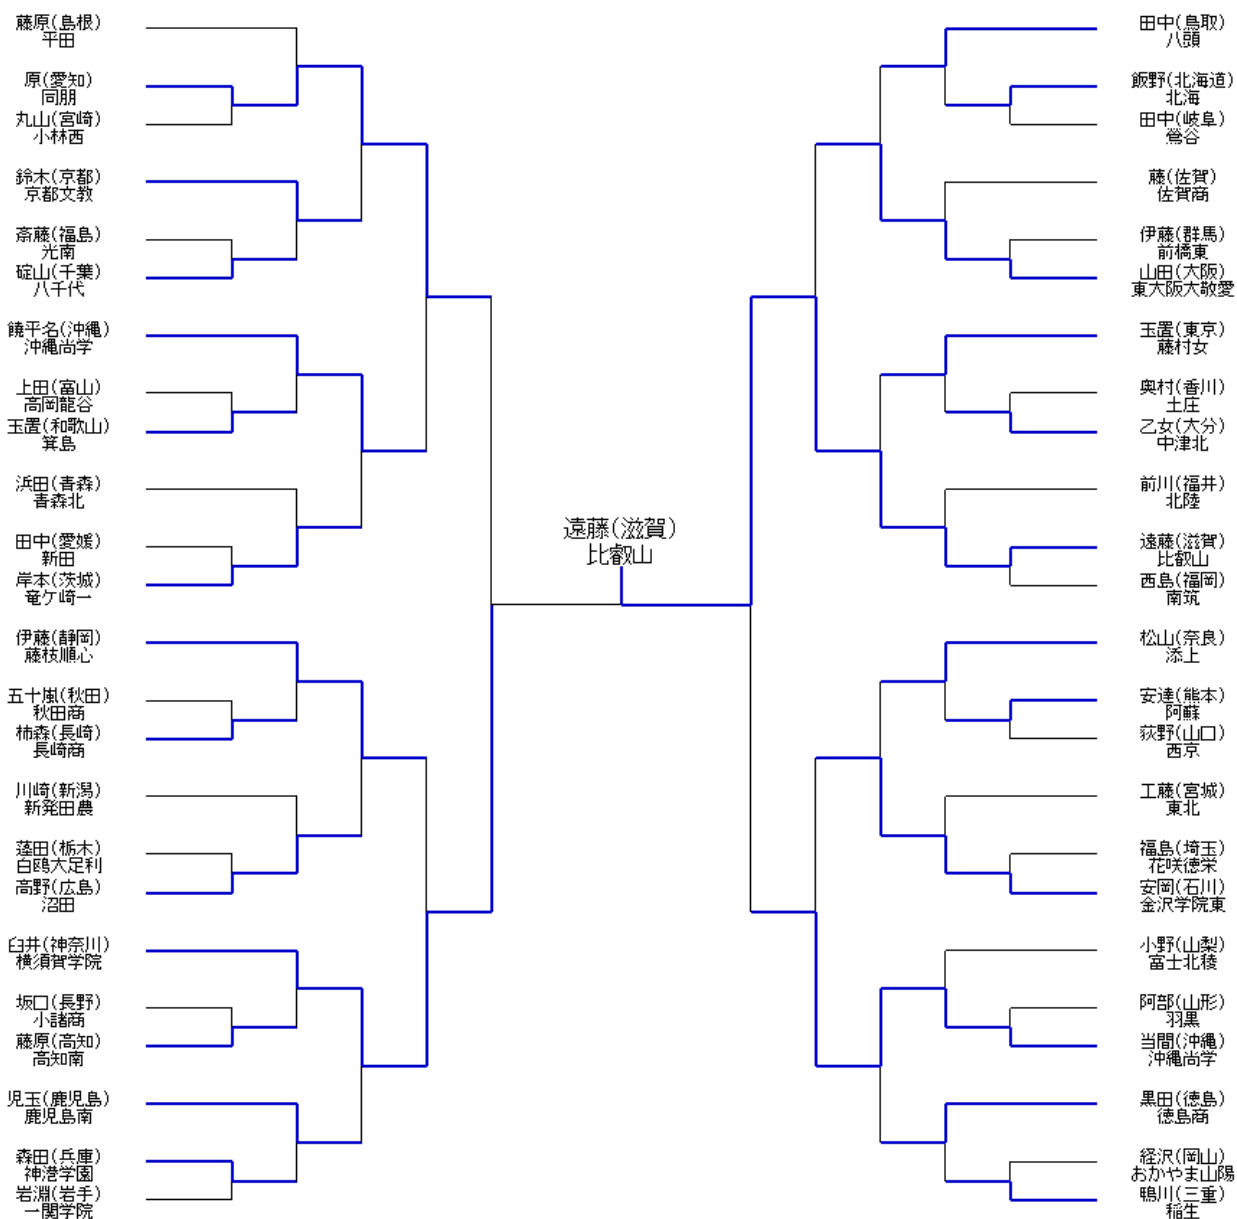 藤原(島根)
平田
原(愛知)
同朋
丸山(宮崎)
小林西
鈴木(京都)
京都文教
斎藤(福島)
光南
碇山(千葉)
八千代
饒平名(沖縄)
沖縄尚学
上田(富山)
高岡龍谷
玉置(和歌山)
箕島
浜田(青森)
青森北
田中(愛媛)
新田
岸本(茨城)
竜ケ崎一
伊藤(静岡)
藤枝順心
五十嵐(秋田)
秋田商
柿森(長崎)
長崎商
川崎(新潟)
新発田農
蓬田(栃木)
白鴎大足利
高野(広島)
沼田
臼井(神奈川)
横須賀学院
坂口(長野)
小諸商
藤原(高知)
高知南
児玉(鹿児島)
鹿児島南
森田(兵庫)
神港学園
岩淵(岩手)
一関学院
遠藤(滋賀)
比叡山
田中(鳥取)
八頭
飯野(北海道)
北海
田中(岐阜)
鶯谷
藤(佐賀)
佐賀商
伊藤(群馬)
前橋東
山田(大阪)
東大阪大敬愛
玉置(東京)
藤村女
奥村(香川)
土庄
乙女(大分)
中津北
前川(福井)
北陸
遠藤(滋賀)
比叡山
西島(福岡)
南筑
松山(奈良)
添上
安達(熊本)
阿蘇
荻野(山口)
西京
工藤(宮城)
東北
福島(埼玉)
花咲徳栄
安岡(石川)
金沢学院東
小野(山梨)
富士北稜
阿部(山形)
羽黒
当間(沖縄)
沖縄尚学
黒田(徳島)
徳島商
経沢(岡山)
おかやま山陽
鴨川(三重)
稲生